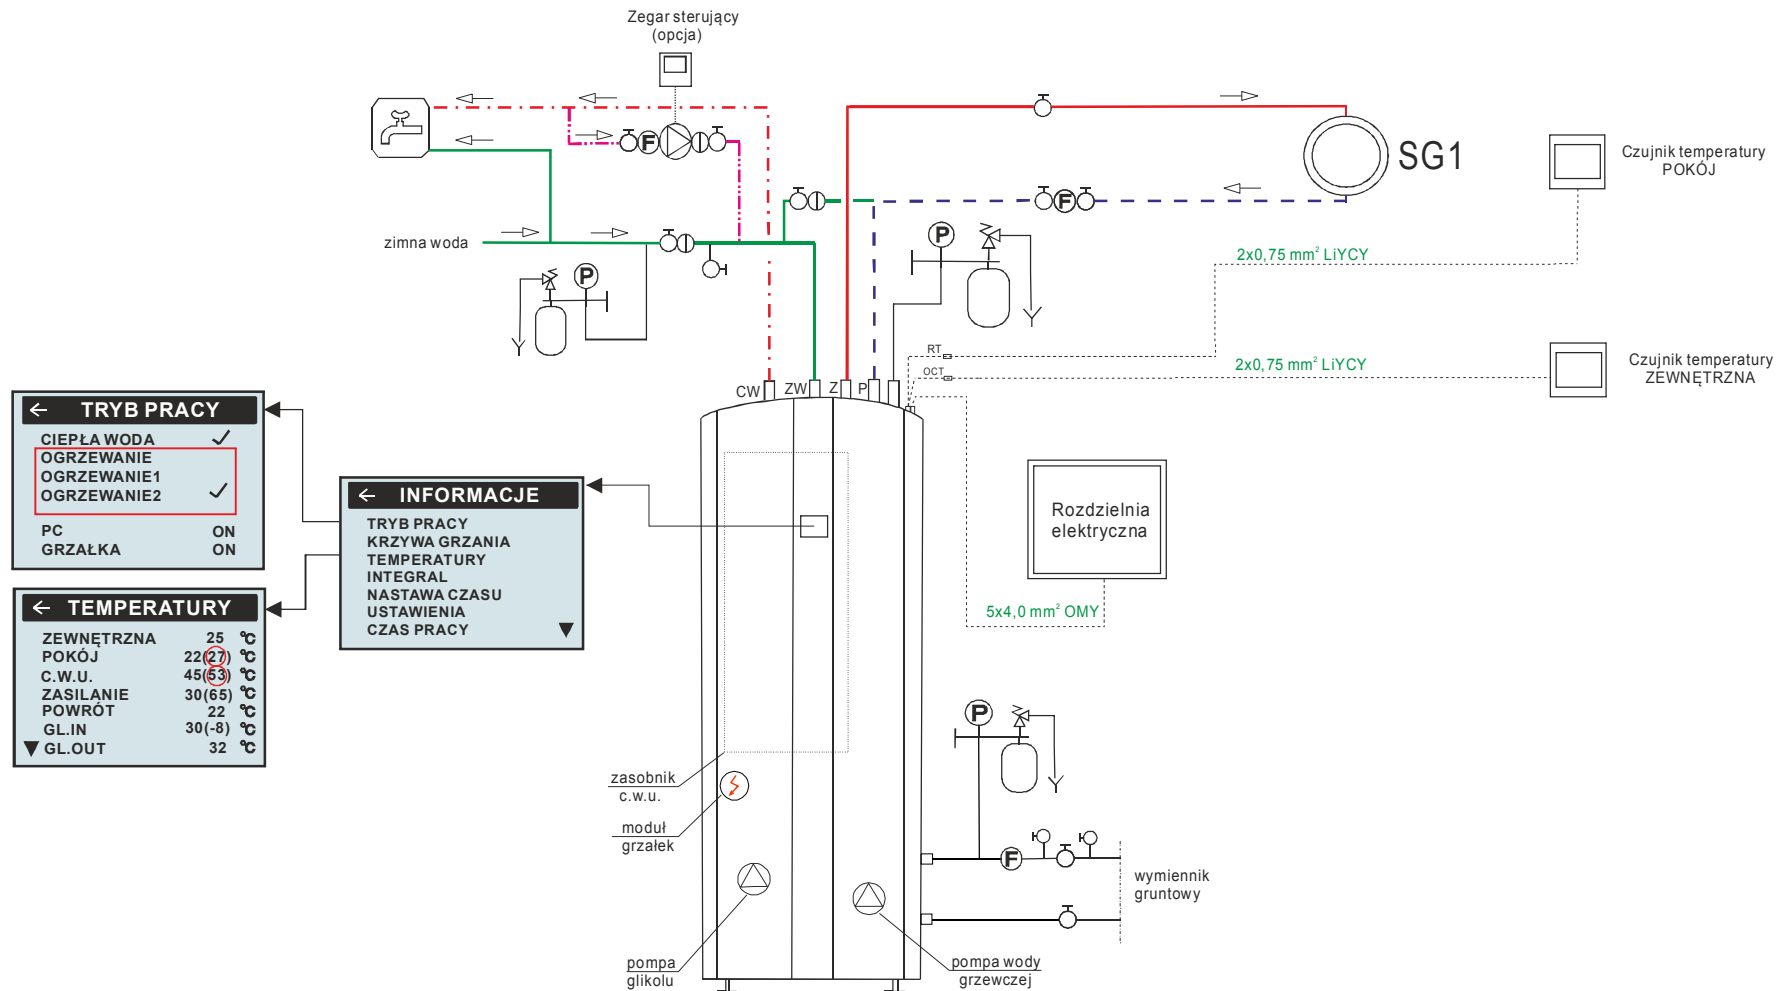 Zegar sterujący
(opcja)
F
SG1
Czujnik temperatury
POKÓJ
F
zimna woda
P
P
2x0,75 mm² LiYCY
RT
OCT
2x0,75 mm² LiYCY
Czujnik temperatury
ZEWNĘTRZNA
CW
ZW
Z
P
← TRYB PRACY
CIEPŁA WODA ✓
OGRZEWANIE
OGRZEWANIE1
OGRZEWANIE2 ✓
PC ON
GRZAŁKA ON
← INFORMACJE
TRYB PRACY
KRZYWA GRZANIA
TEMPERATURY
INTEGRAL
NASTAWA CZASU
USTAWIENIA
CZAS PRACY ▼
Rozdzielnia
elektryczna
5x4,0 mm² OMY
← TEMPERATURY
ZEWNĘTRZNA 25 °C
POKÓJ 22(27) °C
C.W.U. 45(53) °C
ZASILANIE 30(65) °C
POWRÓT 22 °C
GL.IN 30(-8) °C
▼ GL.OUT 32 °C
P
zasobnik
c.w.u.
moduł
grzałek
F
wymiennik
gruntowy
pompa
glikolu
pompa wody
grzewczej